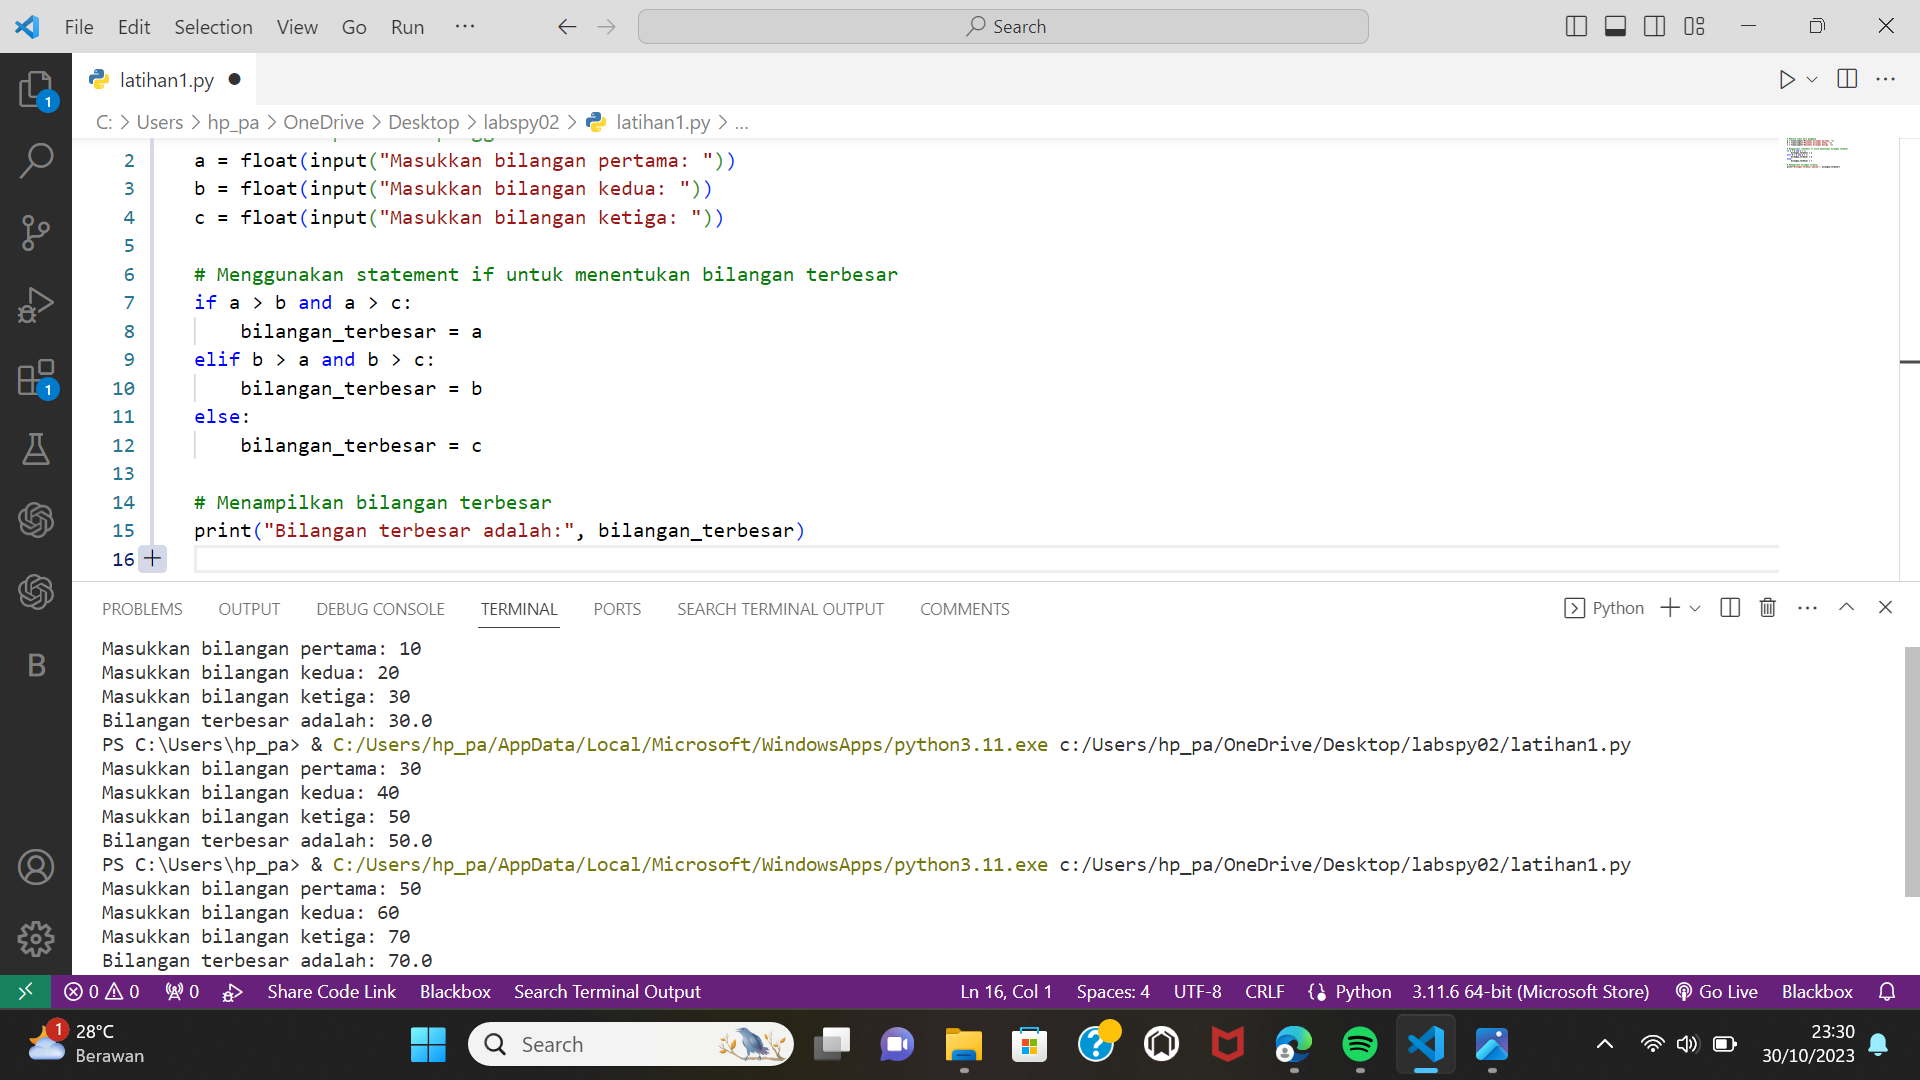 File Edit Selection View Go Run ··· Search
latihan1.py
C: > Users > hp_pa > OneDrive > Desktop > labspy02 > latihan1.py > ...
2 a = float(input("Masukkan bilangan pertama: "))
3 b = float(input("Masukkan bilangan kedua: "))
4 c = float(input("Masukkan bilangan ketiga: "))
5
6 # Menggunakan statement if untuk menentukan bilangan terbesar
7 if a > b and a > c:
8 bilangan_terbesar = a
9 elif b > a and b > c:
10 bilangan_terbesar = b
11 else:
12 bilangan_terbesar = c
13
14 # Menampilkan bilangan terbesar
15 print("Bilangan terbesar adalah:", bilangan_terbesar)
16
PROBLEMS OUTPUT DEBUG CONSOLE TERMINAL PORTS SEARCH TERMINAL OUTPUT COMMENTS Python
Masukkan bilangan pertama: 10
Masukkan bilangan kedua: 20
Masukkan bilangan ketiga: 30
Bilangan terbesar adalah: 30.0
PS C:\Users\hp_pa> & C:/Users/hp_pa/AppData/Local/Microsoft/WindowsApps/python3.11.exe c:/Users/hp_pa/OneDrive/Desktop/labspy02/latihan1.py
Masukkan bilangan pertama: 30
Masukkan bilangan kedua: 40
Masukkan bilangan ketiga: 50
Bilangan terbesar adalah: 50.0
PS C:\Users\hp_pa> & C:/Users/hp_pa/AppData/Local/Microsoft/WindowsApps/python3.11.exe c:/Users/hp_pa/OneDrive/Desktop/labspy02/latihan1.py
Masukkan bilangan pertama: 50
Masukkan bilangan kedua: 60
Masukkan bilangan ketiga: 70
Bilangan terbesar adalah: 70.0
1
1
B
0 0 0 Share Code Link Blackbox Search Terminal Output Ln 16, Col 1 Spaces: 4 UTF-8 CRLF Python 3.11.6 64-bit (Microsoft Store) Go Live Blackbox
1 28°C
Berawan
Search
23:30
30/10/2023